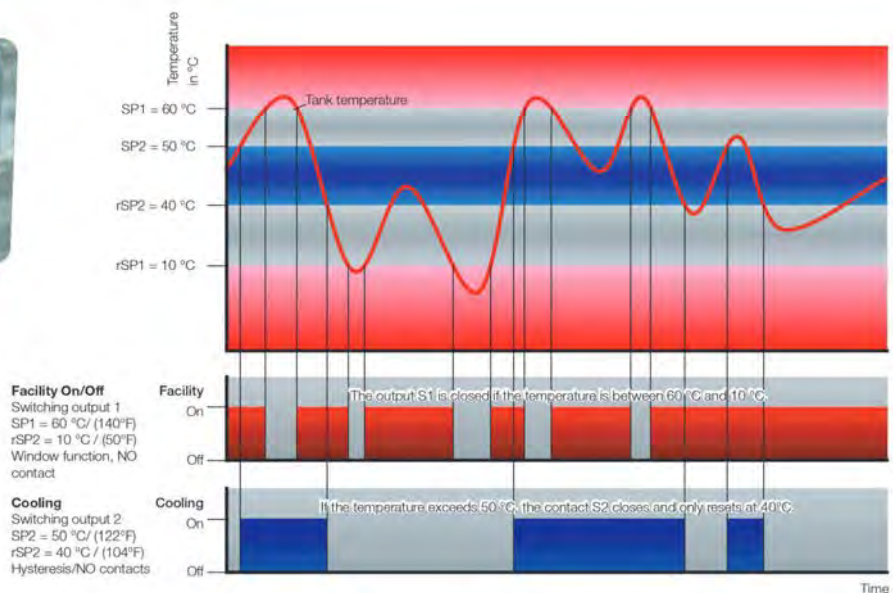 Temperature
in °C
SP1 = 60 °C
SP2 = 50 °C
rSP2 = 40 °C
rSP1 = 10 °C
Tank temperature
Facility On/Off
Switching output 1
SP1 = 60 °C/ (140°F)
rSP2 = 10 °C / (50°F)
Window function, NO
contact
Facility
On
Off
The output S1 is closed if the temperature is between 60 °C and 10 °C.
Cooling
Switching output 2
SP2 = 50 °C/(122°F)
rSP2 = 40 °C / (104°F)
Hysteresis/NO contacts
Cooling
On
Off
If the temperature exceeds 50 °C, the contact S2 closes and only resets at 40°C.
Time